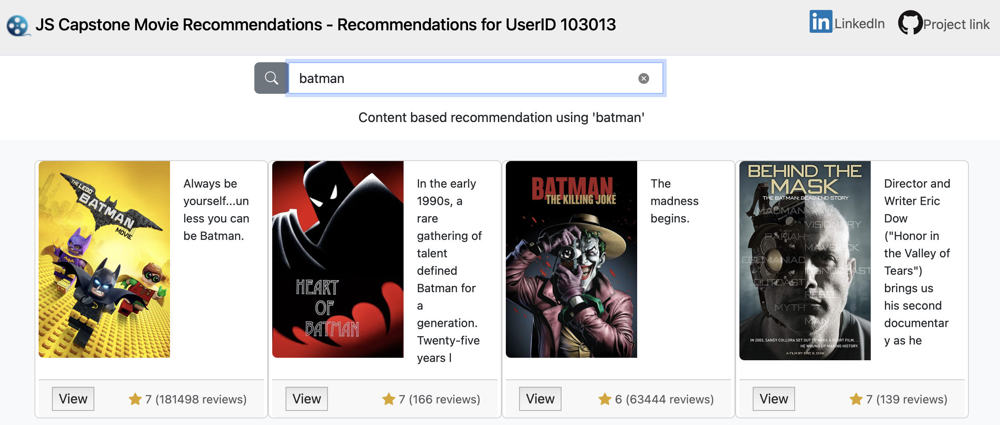 JS Capstone Movie Recommendations - Recommendations for UserID 103013
LinkedIn
Project link
batman
Content based recommendation using 'batman'
THE LEGO
BATMAN
MOVIE
Always be
yourself...un
less you can
be Batman.
View
7 (181498 reviews)
HEART
OF
BATMAN
In the early
1990s, a
rare
gathering of
talent
defined
Batman for
a
generation.
Twenty-five
years l
View
7 (166 reviews)
BATMAN
THE KILLING JOKE
The
madness
begins.
View
6 (63444 reviews)
BEHIND THE
MASK
THE BATMAN: DEAD END STORY
MADMAN
VISIONARY
PARIAH
MAVERICK
EGOMANIAC
ICONOCLAST
OUTCAST
REBEL
MYTH
MAN
IN 2003, SANDY COLLORA SET OUT TO MAKE A SHORT FILM. . .
HE WOUND UP MAKING HISTORY.
A FILM BY ERIC S. DOW
Director and
Writer Eric
Dow
("Honor in
the Valley of
Tears")
brings us
his second
documentar
y as he
View
7 (139 reviews)